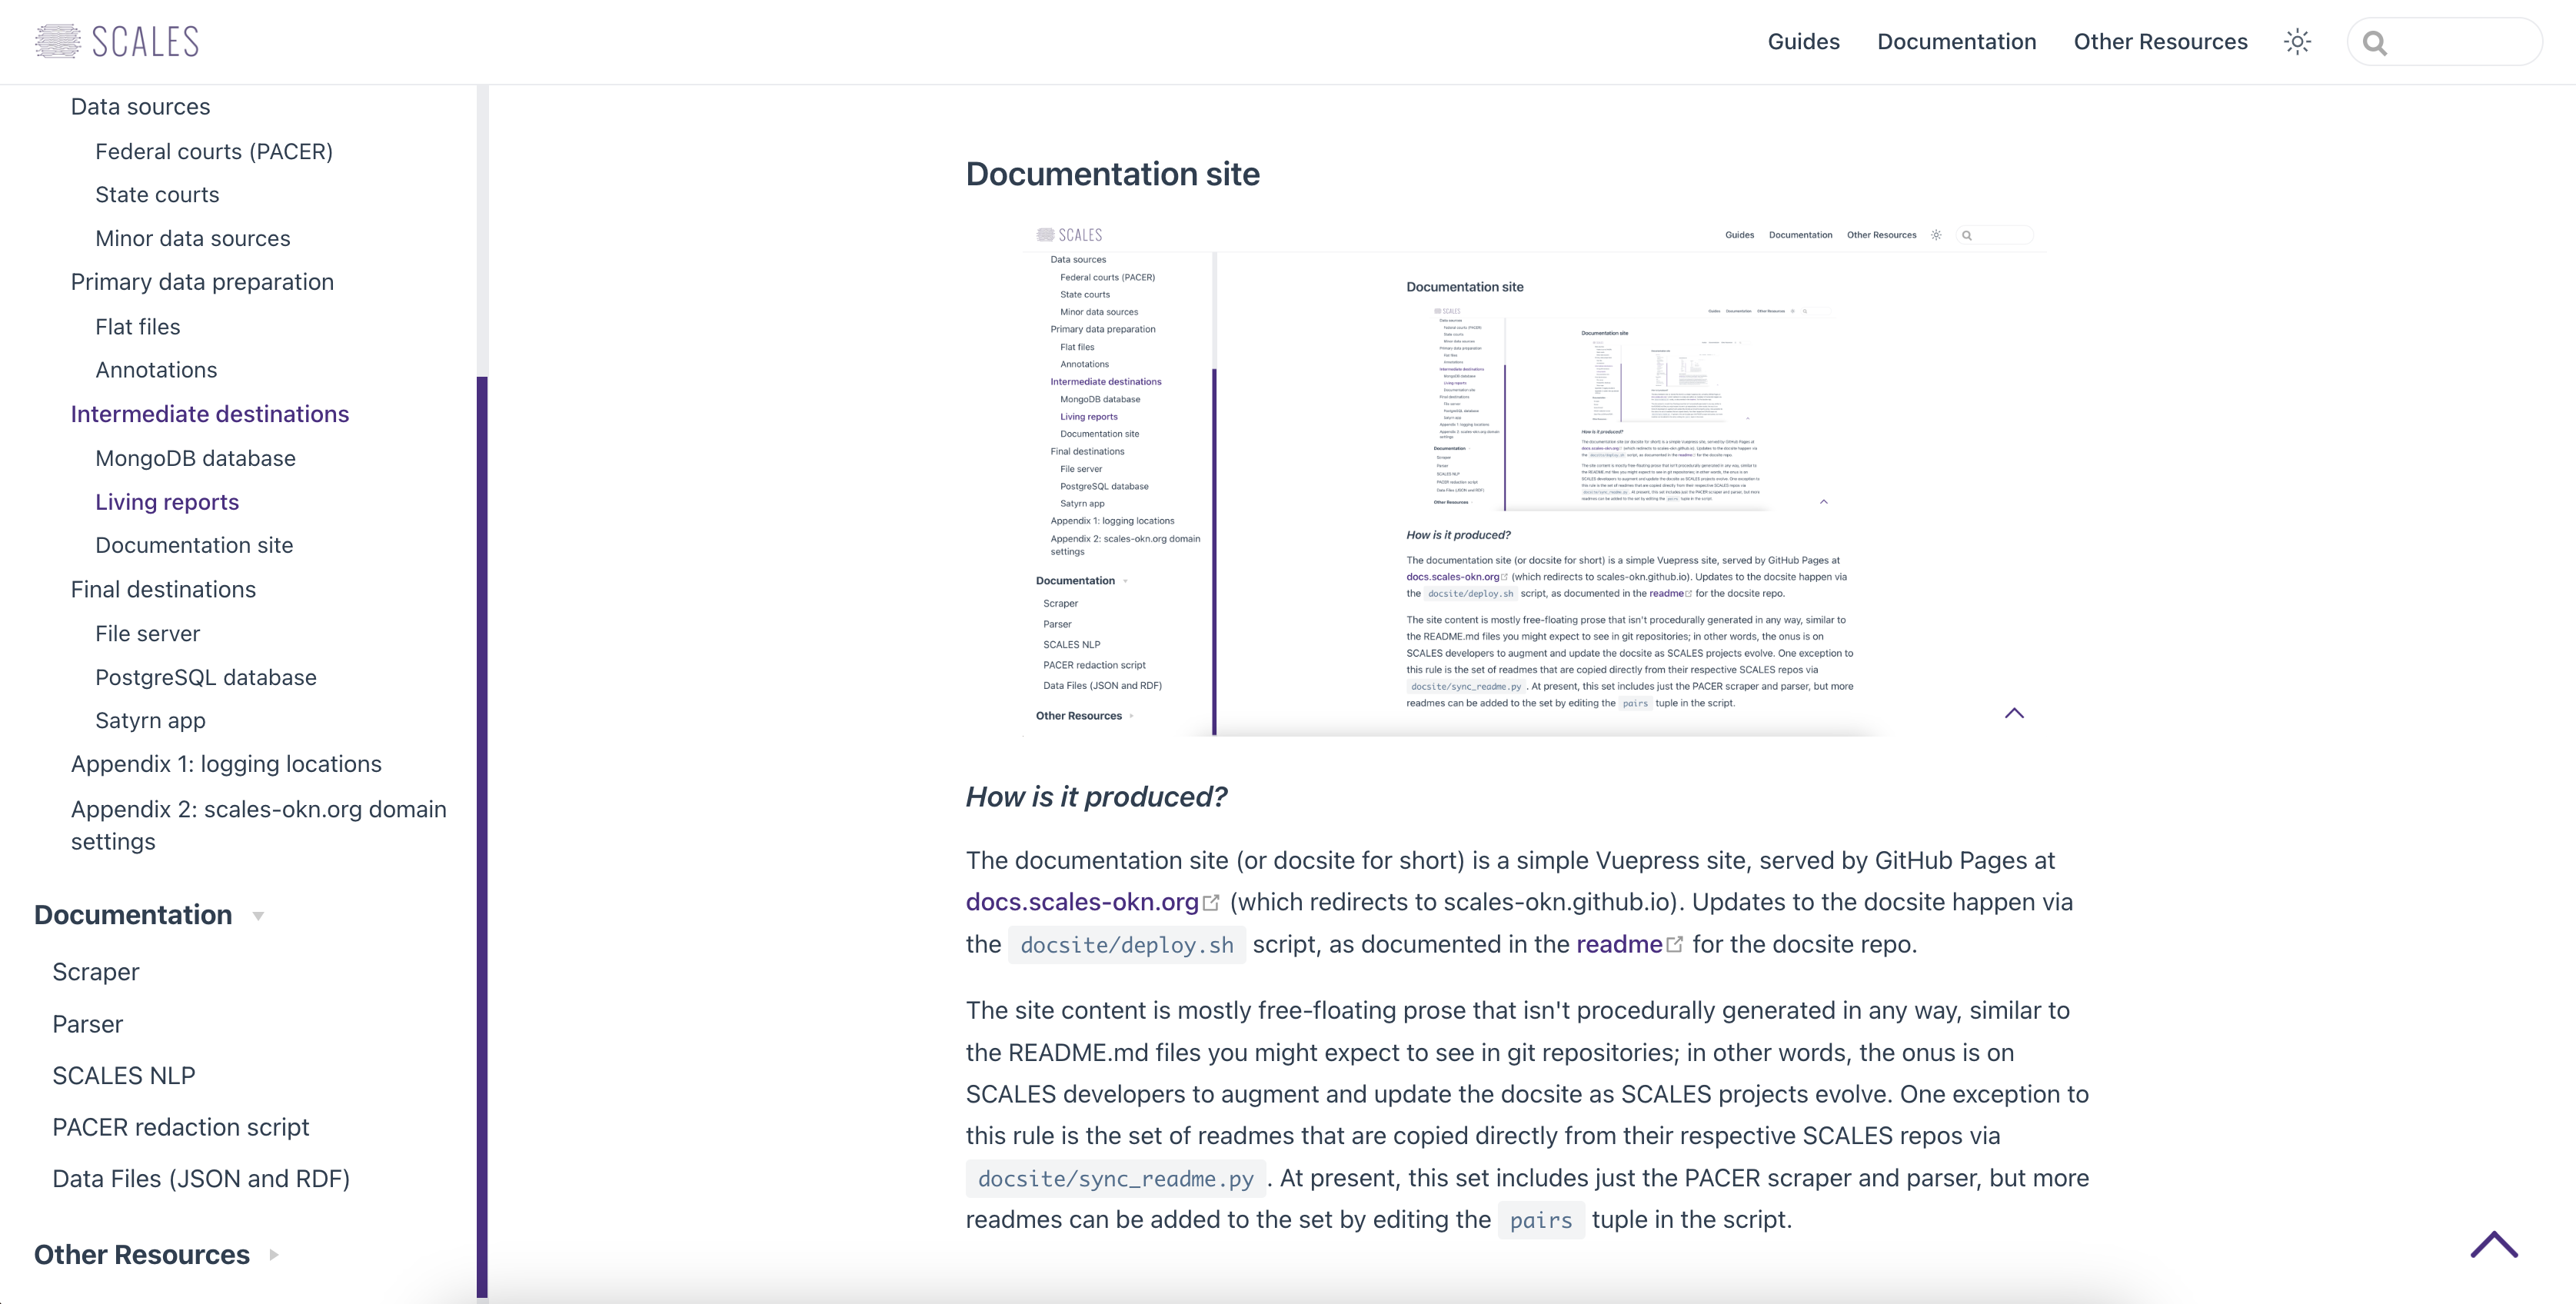 SCALES
Guides
Documentation
Other Resources
Data sources
Federal courts (PACER)
State courts
Minor data sources
Primary data preparation
Flat files
Annotations
Intermediate destinations
MongoDB database
Living reports
Documentation site
Final destinations
File server
PostgreSQL database
Satyrn app
Appendix 1: logging locations
Appendix 2: scales-okn.org domain
settings
Documentation
Scraper
Parser
SCALES NLP
PACER redaction script
Data Files (JSON and RDF)
Other Resources
Documentation site
SCALES
Guides
Documentation
Other Resources
Data sources
Federal courts (PACER)
State courts
Minor data sources
Primary data preparation
Flat files
Annotations
Intermediate destinations
MongoDB database
Living reports
Documentation site
Final destinations
File server
PostgreSQL database
Satyrn app
Appendix 1: logging locations
Appendix 2: scales-okn.org domain
settings
Documentation
Scraper
Parser
SCALES NLP
PACER redaction script
Data Files (JSON and RDF)
Other Resources
Documentation site
How is it produced?
The documentation site (or docsite for short) is a simple Vuepress site, served by GitHub Pages at
docs.scales-okn.org (which redirects to scales-okn.github.io). Updates to the docsite happen via
the docsite/deploy.sh script, as documented in the readme for the docsite repo.
The site content is mostly free-floating prose that isn't procedurally generated in any way, similar to
the README.md files you might expect to see in git repositories; in other words, the onus is on
SCALES developers to augment and update the docsite as SCALES projects evolve. One exception to
this rule is the set of readmes that are copied directly from their respective SCALES repos via
docsite/sync_readme.py . At present, this set includes just the PACER scraper and parser, but more
readmes can be added to the set by editing the pairs tuple in the script.
How is it produced?
The documentation site (or docsite for short) is a simple Vuepress site, served by GitHub Pages at
docs.scales-okn.org (which redirects to scales-okn.github.io). Updates to the docsite happen via
the docsite/deploy.sh script, as documented in the readme for the docsite repo.
The site content is mostly free-floating prose that isn't procedurally generated in any way, similar to
the README.md files you might expect to see in git repositories; in other words, the onus is on
SCALES developers to augment and update the docsite as SCALES projects evolve. One exception to
this rule is the set of readmes that are copied directly from their respective SCALES repos via
docsite/sync_readme.py . At present, this set includes just the PACER scraper and parser, but more
readmes can be added to the set by editing the pairs tuple in the script.